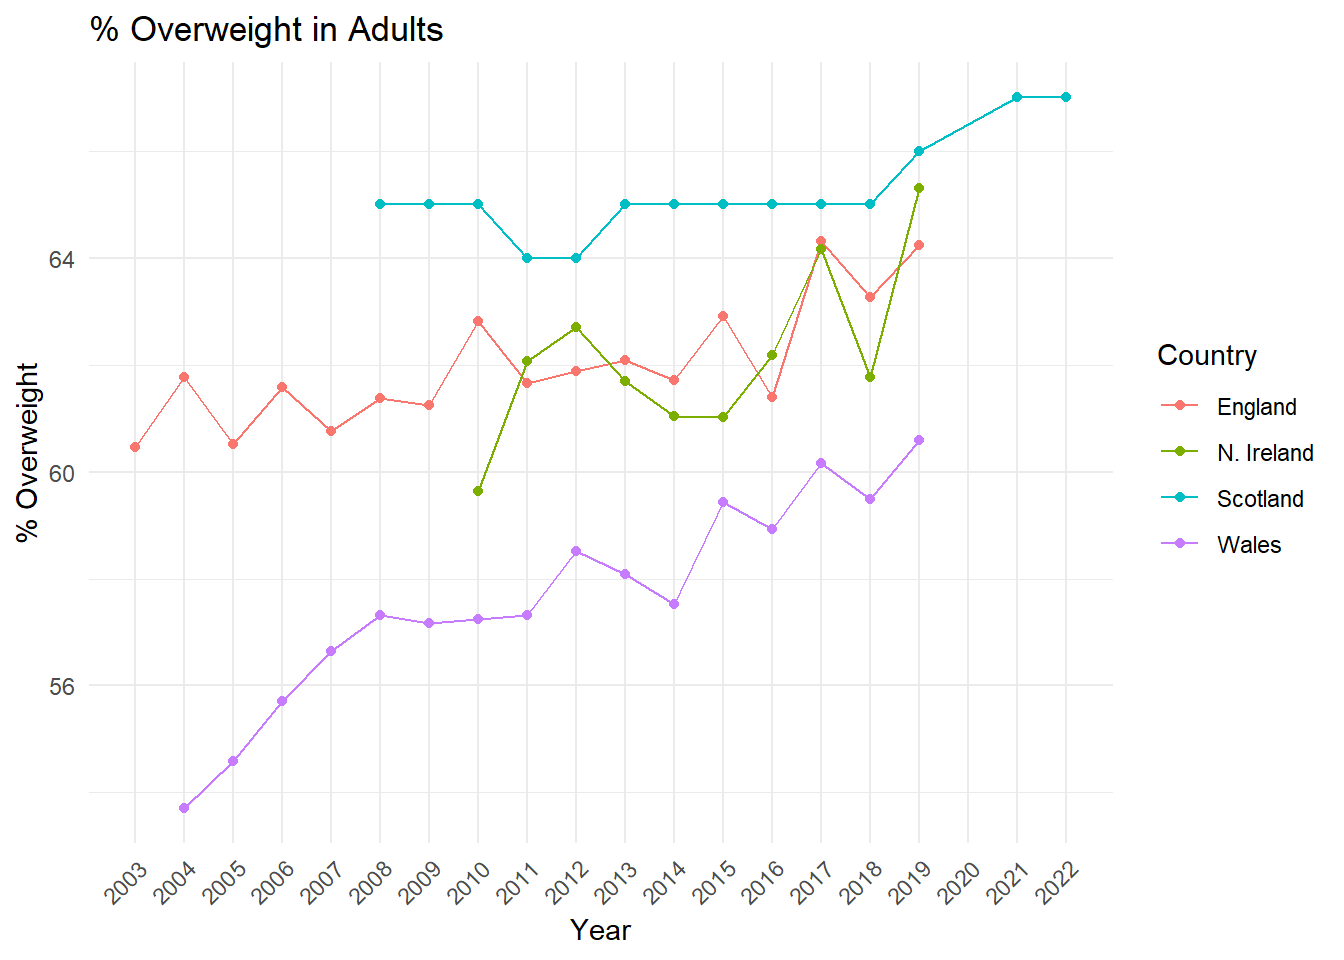 % Overweight in Adults
% Overweight
64
60
56
2003 2004 2005 2006 2007 2008 2009 2010 2011 2012 2013 2014 2015 2016 2017 2018 2019 2020 2021 2022
Year
Country
England
N. Ireland
Scotland
Wales